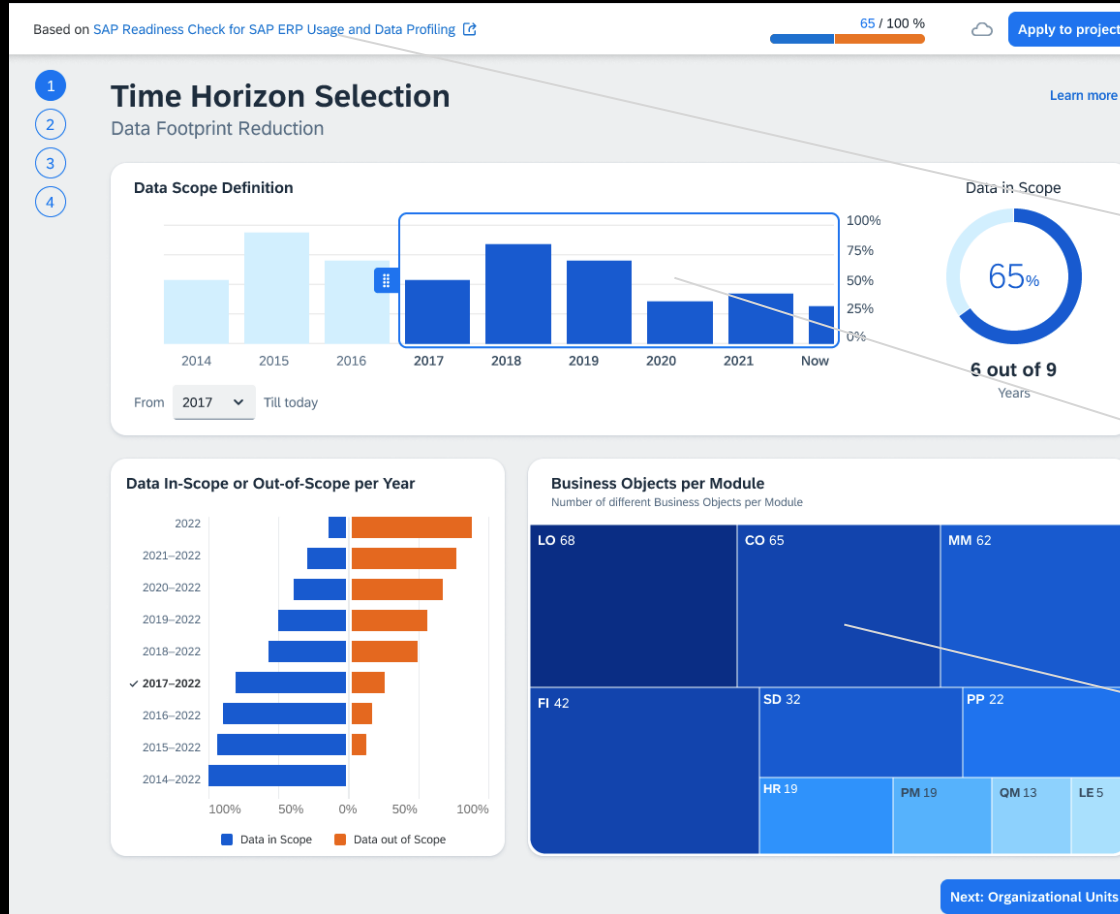 Based on SAP Readiness Check for SAP ERP Usage and Data Profiling
65 / 100 %
Apply to project
1
2
3
4
Time Horizon Selection
Data Footprint Reduction
Learn more
Data Scope Definition
100%
75%
50%
25%
0%
2014 2015 2016 2017 2018 2019 2020 2021 Now
From 2017 Till today
Data in Scope
65%
6 out of 9
Years
Data In-Scope or Out-of-Scope per Year
2022
2021–2022
2020–2022
2019–2022
2018–2022
2017–2022
2016–2022
2015–2022
2014–2022
100% 50% 0% 50% 100%
Data in Scope Data out of Scope
Business Objects per Module
Number of different Business Objects per Module
LO 68 CO 65 MM 62
FI 42 SD 32 PP 22
HR 19 PM 19 QM 13 LE 5
Next: Organizational Units